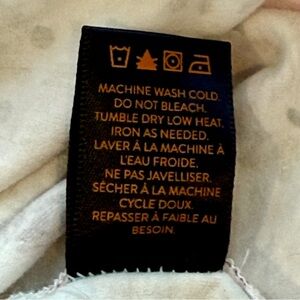 MACHINE WASH COLD.
DO NOT BLEACH.
TUMBLE DRY LOW HEAT.
IRON AS NEEDED.
LAVER À LA MACHINE À
L'EAU FROIDE.
NE PAS JAVELLISER.
SÉCHER À LA MACHINE
CYCLE DOUX.
REPASSER À FAIBLE AU
BESOIN.